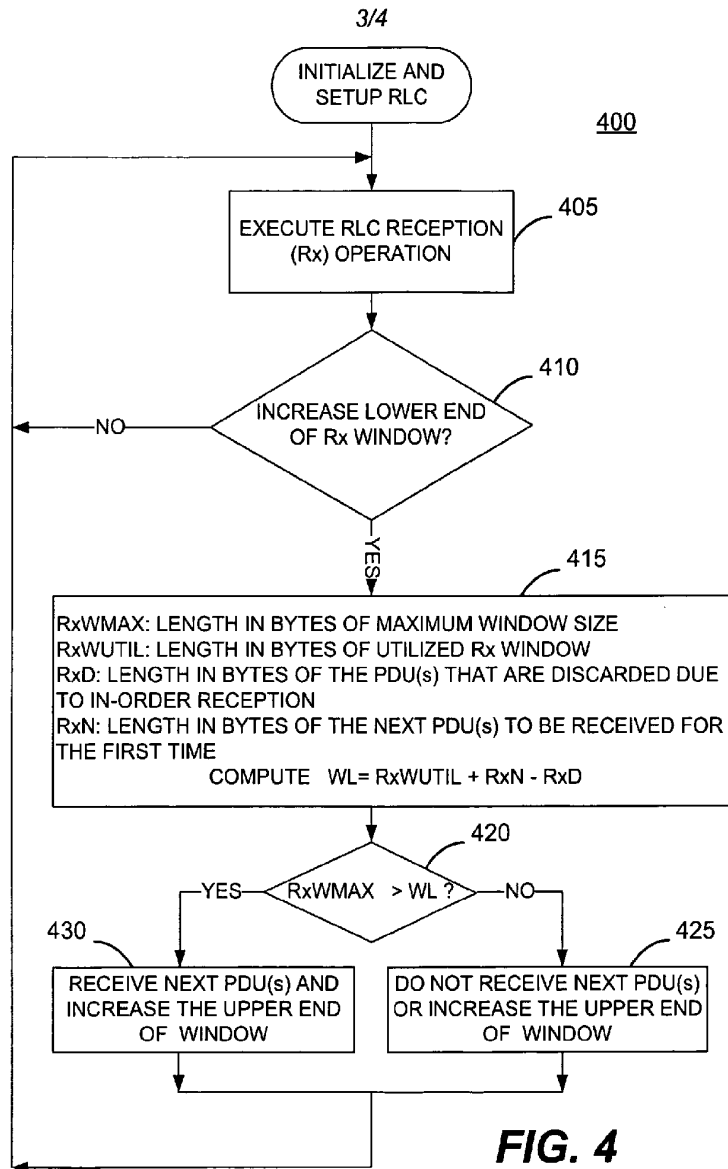 3/4
INITIALIZE AND
SETUP RLC
400
405
EXECUTE RLC RECEPTION
(Rx) OPERATION
410
INCREASE LOWER END
OF Rx WINDOW?
NO
YES
415
RxWMAX: LENGTH IN BYTES OF MAXIMUM WINDOW SIZE
RxWUTIL: LENGTH IN BYTES OF UTILIZED Rx WINDOW
RxD: LENGTH IN BYTES OF THE PDU(s) THAT ARE DISCARDED DUE
TO IN-ORDER RECEPTION
RxN: LENGTH IN BYTES OF THE NEXT PDU(s) TO BE RECEIVED FOR
THE FIRST TIME
COMPUTE WL= RxWUTIL + RxN - RxD
420
YES
RxWMAX > WL ?
NO
430
425
RECEIVE NEXT PDU(s) AND
INCREASE THE UPPER END
OF WINDOW
DO NOT RECEIVE NEXT PDU(s)
OR INCREASE THE UPPER END
OF WINDOW
FIG. 4